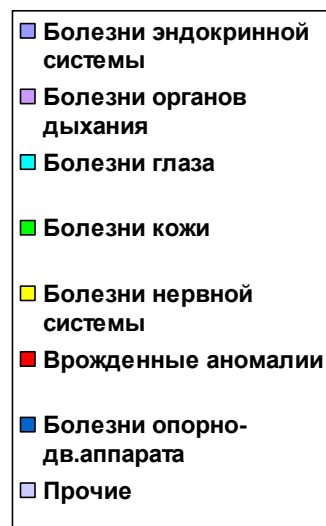 Болезни эндокринной
системы
Болезни органов
дыхания
Болезни глаза
Болезни кожи
Болезни нервной
системы
Врожденные аномалии
Болезни опорно-
дв.аппарата
Прочие